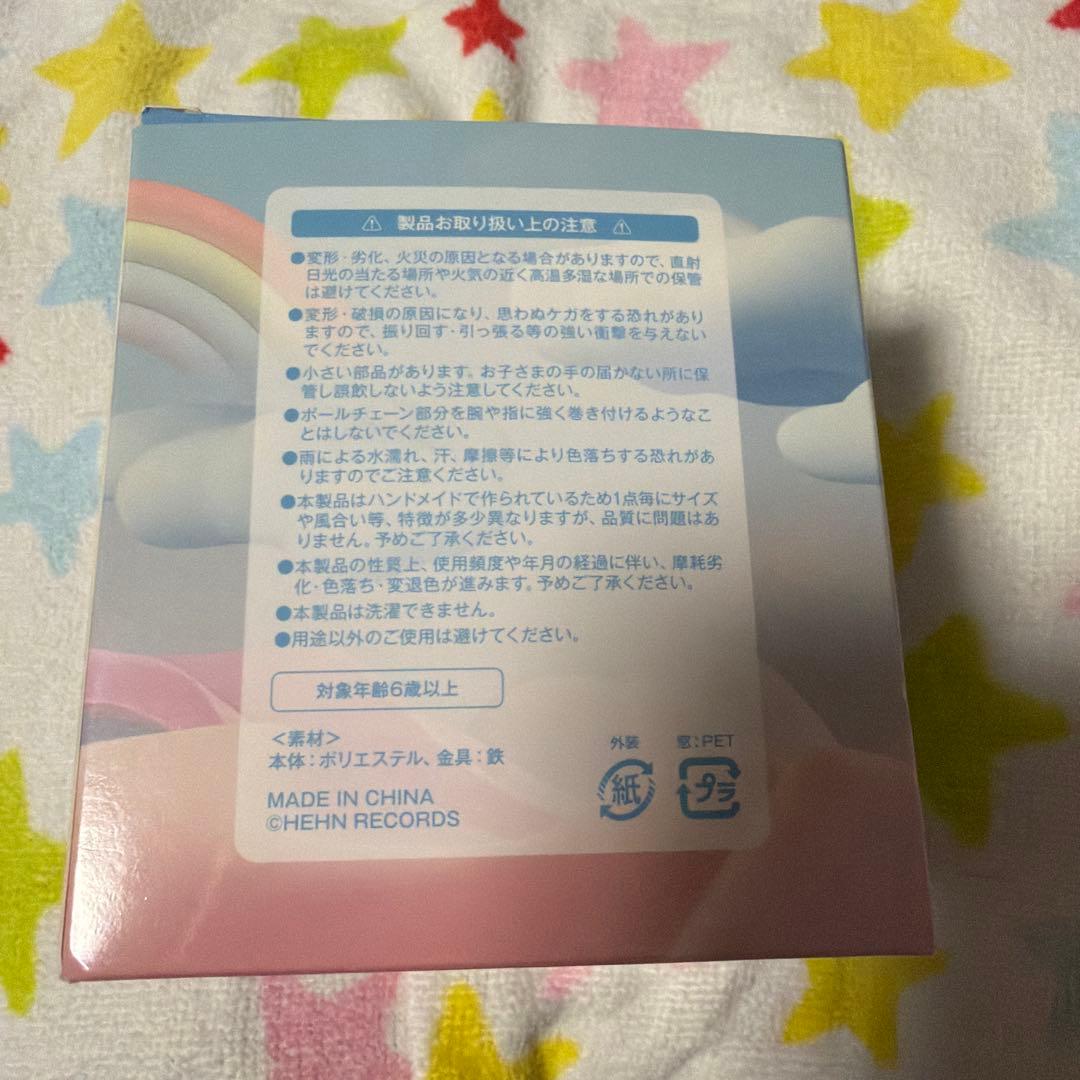 ⚠ 製品お取り扱い上の注意 ⚠
●変形・劣化、火災の原因となる場合がありますので、直射
日光の当たる場所や火気の近く高温多湿な場所での保管
は避けてください。
●変形・破損の原因になり、思わぬケガをする恐れがあり
ますので、振り回す・引っ張る等の強い衝撃を与えない
でください。
●小さい部品があります。お子さまの手の届かない所に保
管し誤飲しないよう注意してください。
●ボールチェーン部分を腕や指に強く巻き付けるようなこ
とはしないでください。
●雨による水濡れ、汗、摩擦等により色落ちする恐れがあ
りますのでご注意ください。
●本製品はハンドメイドで作られているため1点毎にサイズ
や風合い等、特徴が多少異なりますが、品質に問題はあ
りません。予めご了承ください。
●本製品の性質上、使用頻度や年月の経過に伴い、摩耗劣
化・色落ち・変退色が進みます。予めご了承ください。
●本製品は洗濯できません。
●用途以外のご使用は避けてください。
対象年齢6歳以上
<素材>
本体:ポリエステル、金具:鉄
MADE IN CHINA
©HEHN RECORDS
外装
紙
窓:PET
プラ